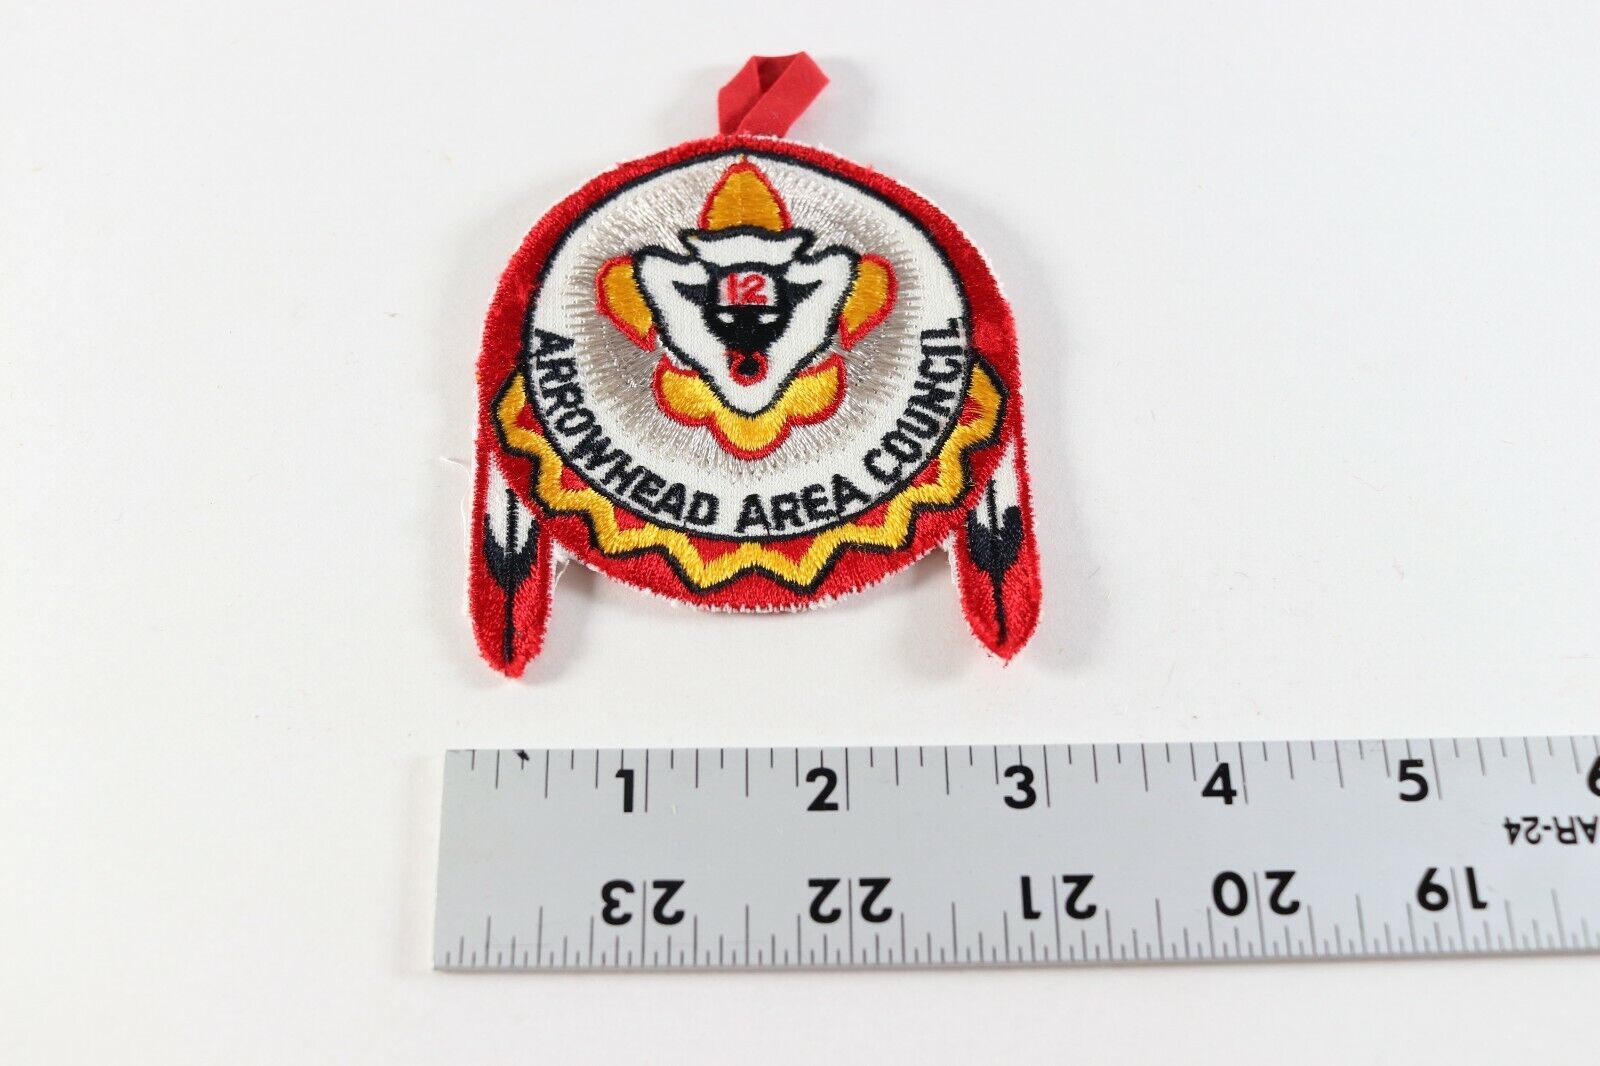 12
ARROWHEAD AREA COUNCIL
1 2 3 4 5 6
AR-24
23 22 21 20 19